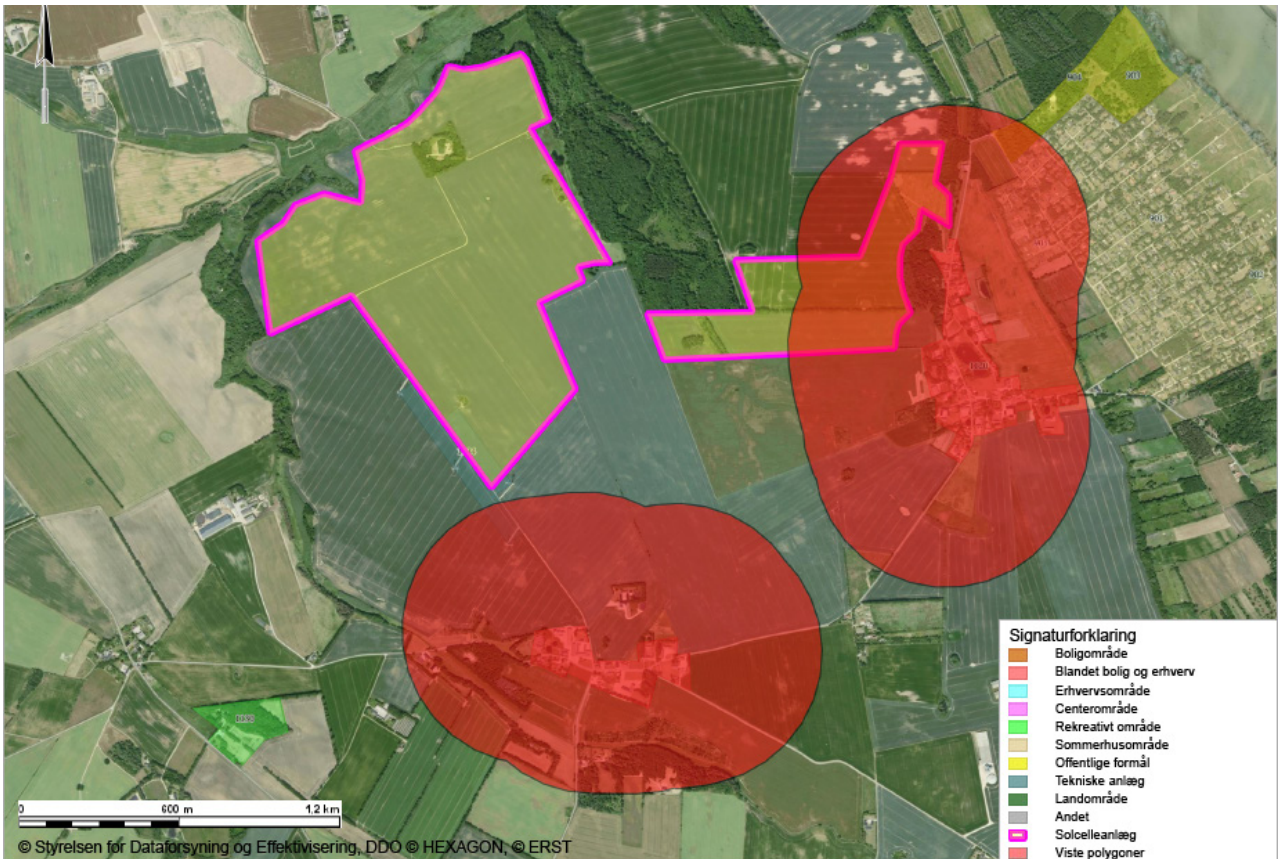 Signaturforklaring
Boligområde
Blandet bolig og erhverv
Erhvervsområde
Centerområde
Rekreativt område
Sommerhusområde
Offentlige formål
Tekniske anlæg
Landområde
Andet
Solcelleanlæg
Viste polygoner
0 600 m 1.2 km
© Styrelsen for Dataforsyning og Effektivisering, DDO © HEXAGON, © ERST